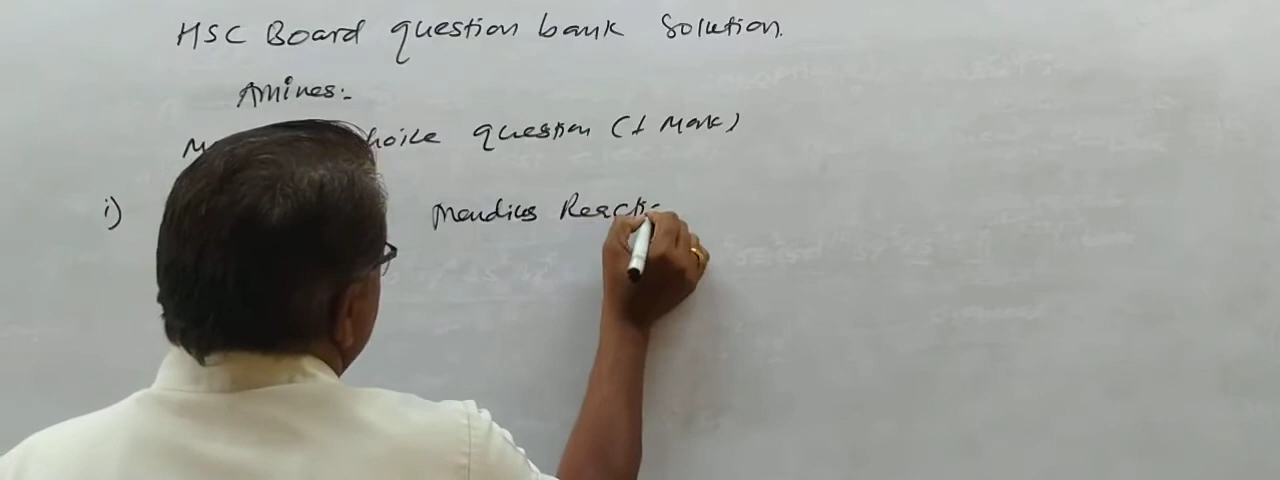 HSC Board question bank Solution.
Amines:-
M hoice question (1 Mark)
i) Mendius Reacti